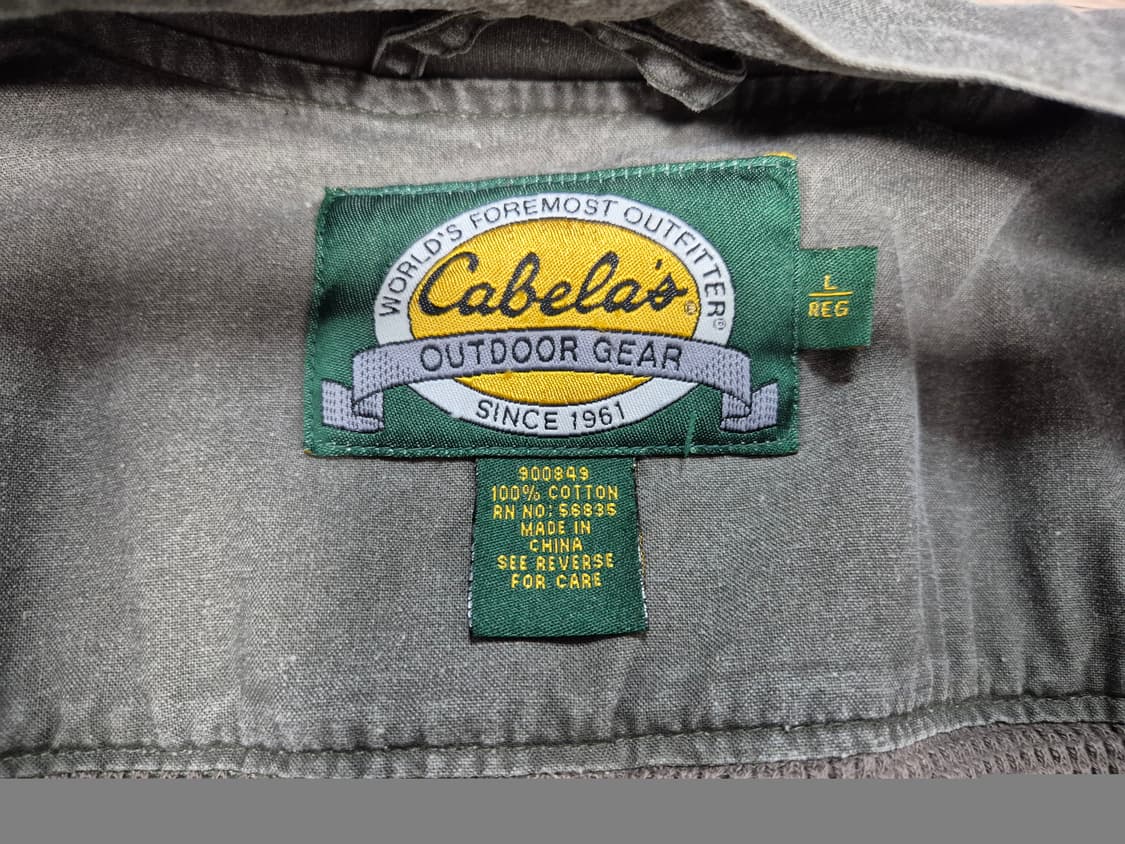 WORLD'S FOREMOST OUTFITTER®
Cabela's®
OUTDOOR GEAR
SINCE 1961
L
REG
900849
100% COTTON
RN NO: 56835
MADE IN
CHINA
SEE REVERSE
FOR CARE